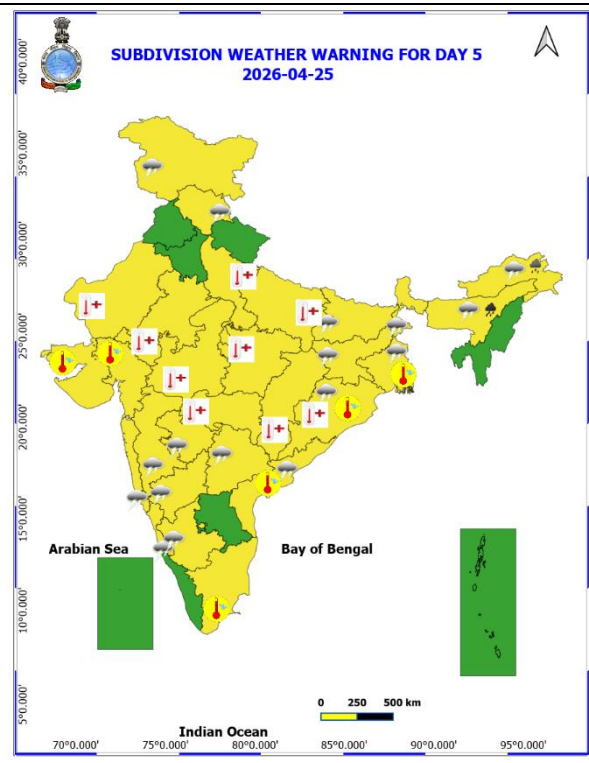 SUBDIVISION WEATHER WARNING FOR DAY 5
2026-04-25
40°0.000'
35°0.000'
30°0.000'
25°0.000'
20°0.000'
15°0.000'
10°0.000'
5°0.000'
Arabian Sea
Bay of Bengal
0 250 500 km
Indian Ocean
70°0.000' 75°0.000' 80°0.000' 85°0.000' 90°0.000' 95°0.000'